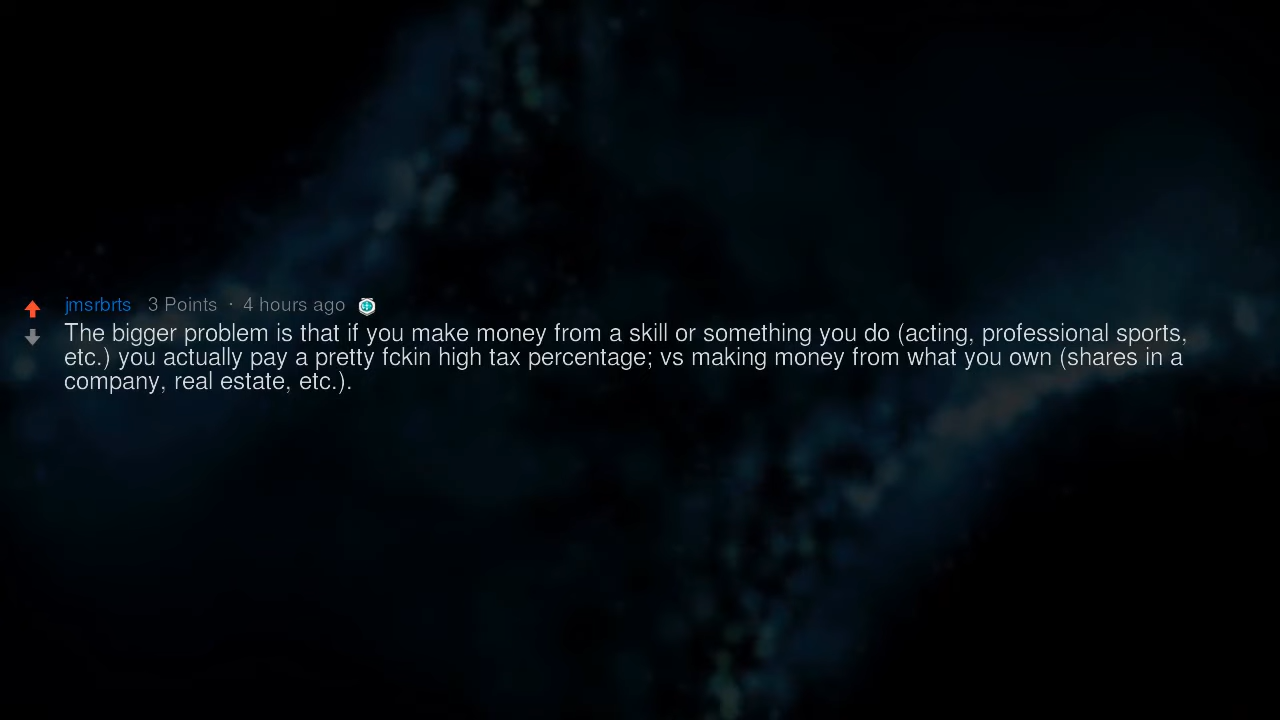 jmsrbrts 3 Points · 4 hours ago
The bigger problem is that if you make money from a skill or something you do (acting, professional sports,
etc.) you actually pay a pretty fckin high tax percentage; vs making money from what you own (shares in a
company, real estate, etc.).